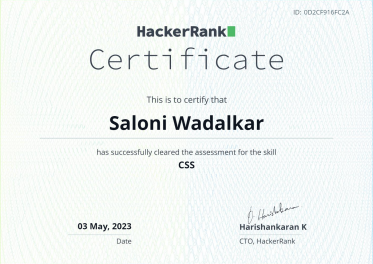 ID: 0D2CF916FC2A
HackerRank
Certificate
This is to certify that
Saloni Wadalkar
has successfully cleared the assessment for the skill
CSS
03 May, 2023
Date
Harishankaran K
CTO, HackerRank